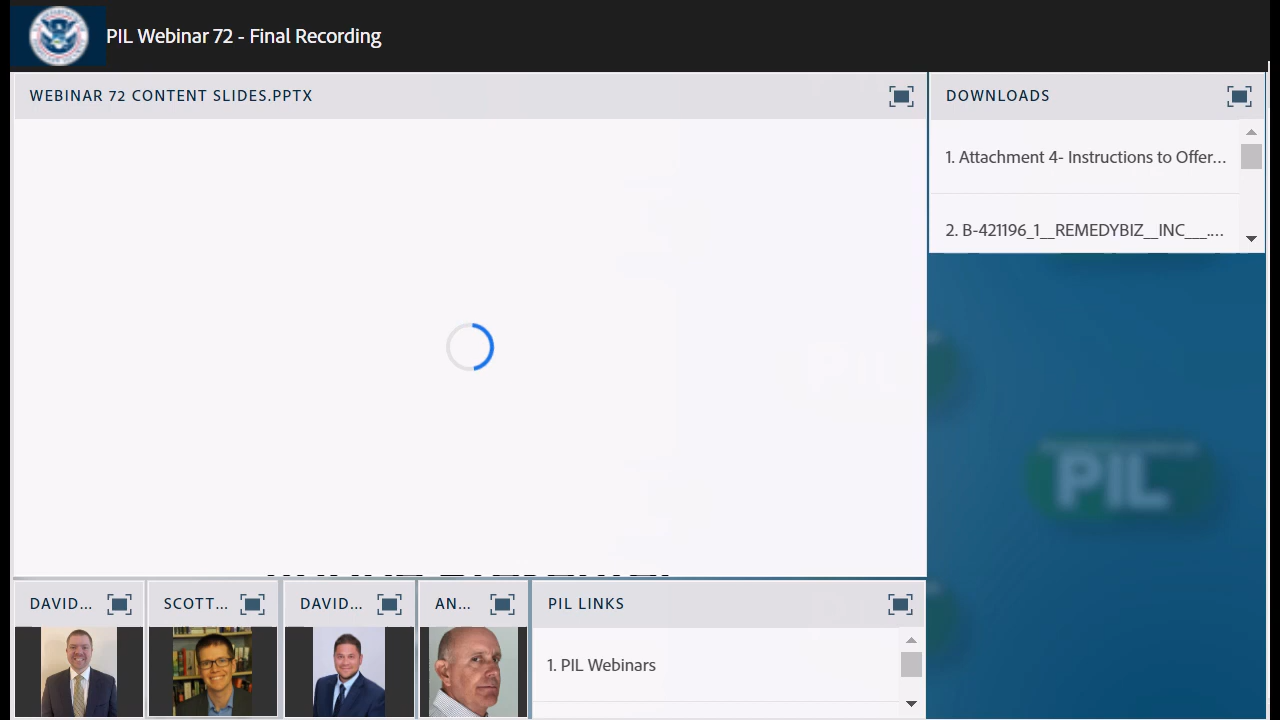 PIL Webinar 72 - Final Recording
WEBINAR 72 CONTENT SLIDES.PPTX
DOWNLOADS
1. Attachment 4- Instructions to Offer...
2. B-421196_1__REMEDYBIZ__INC___....
PIL
DAVID...
SCOTT...
DAVID...
AN...
PIL LINKS
1. PIL Webinars